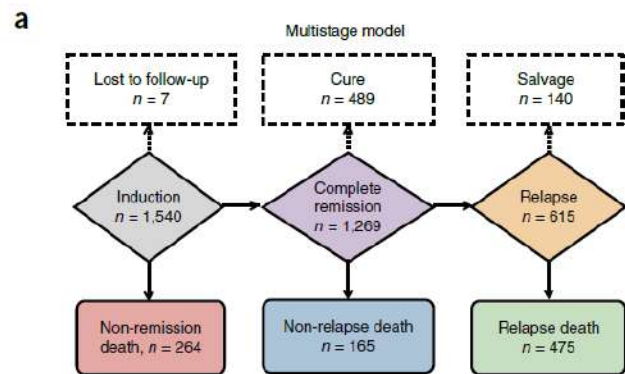 a
Multistage model
Lost to follow-up
n = 7
Cure
n = 489
Salvage
n = 140
Induction
n = 1,540
Complete
remission
n = 1,269
Relapse
n = 615
Non-remission
death, n = 264
Non-relapse death
n = 165
Relapse death
n = 475